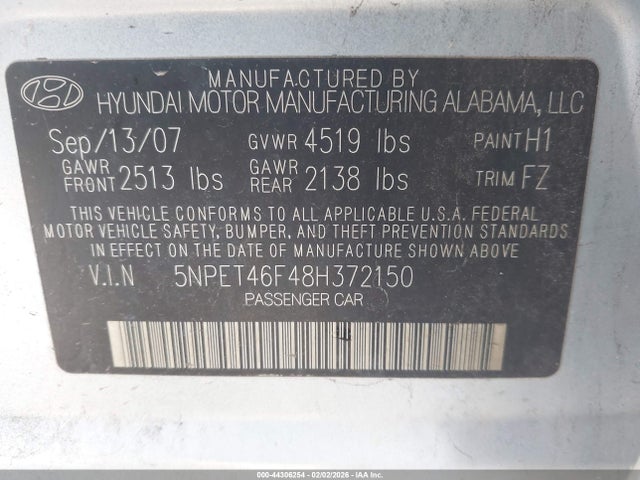 MANUFACTURED BY
HYUNDAI MOTOR MANUFACTURING ALABAMA, LLC
Sep/13/07 GVWR 4519 lbs PAINT H1
GAWR FRONT 2513 lbs GAWR REAR 2138 lbs TRIM FZ
THIS VEHICLE CONFORMS TO ALL APPLICABLE U.S.A. FEDERAL
MOTOR VEHICLE SAFETY, BUMPER, AND THEFT PREVENTION STANDARDS
IN EFFECT ON THE DATE OF MANUFACTURE SHOWN ABOVE
V.I.N 5NPET46F48H372150
PASSENGER CAR
000-44306254 - 02/02/2026 - IAA Inc.